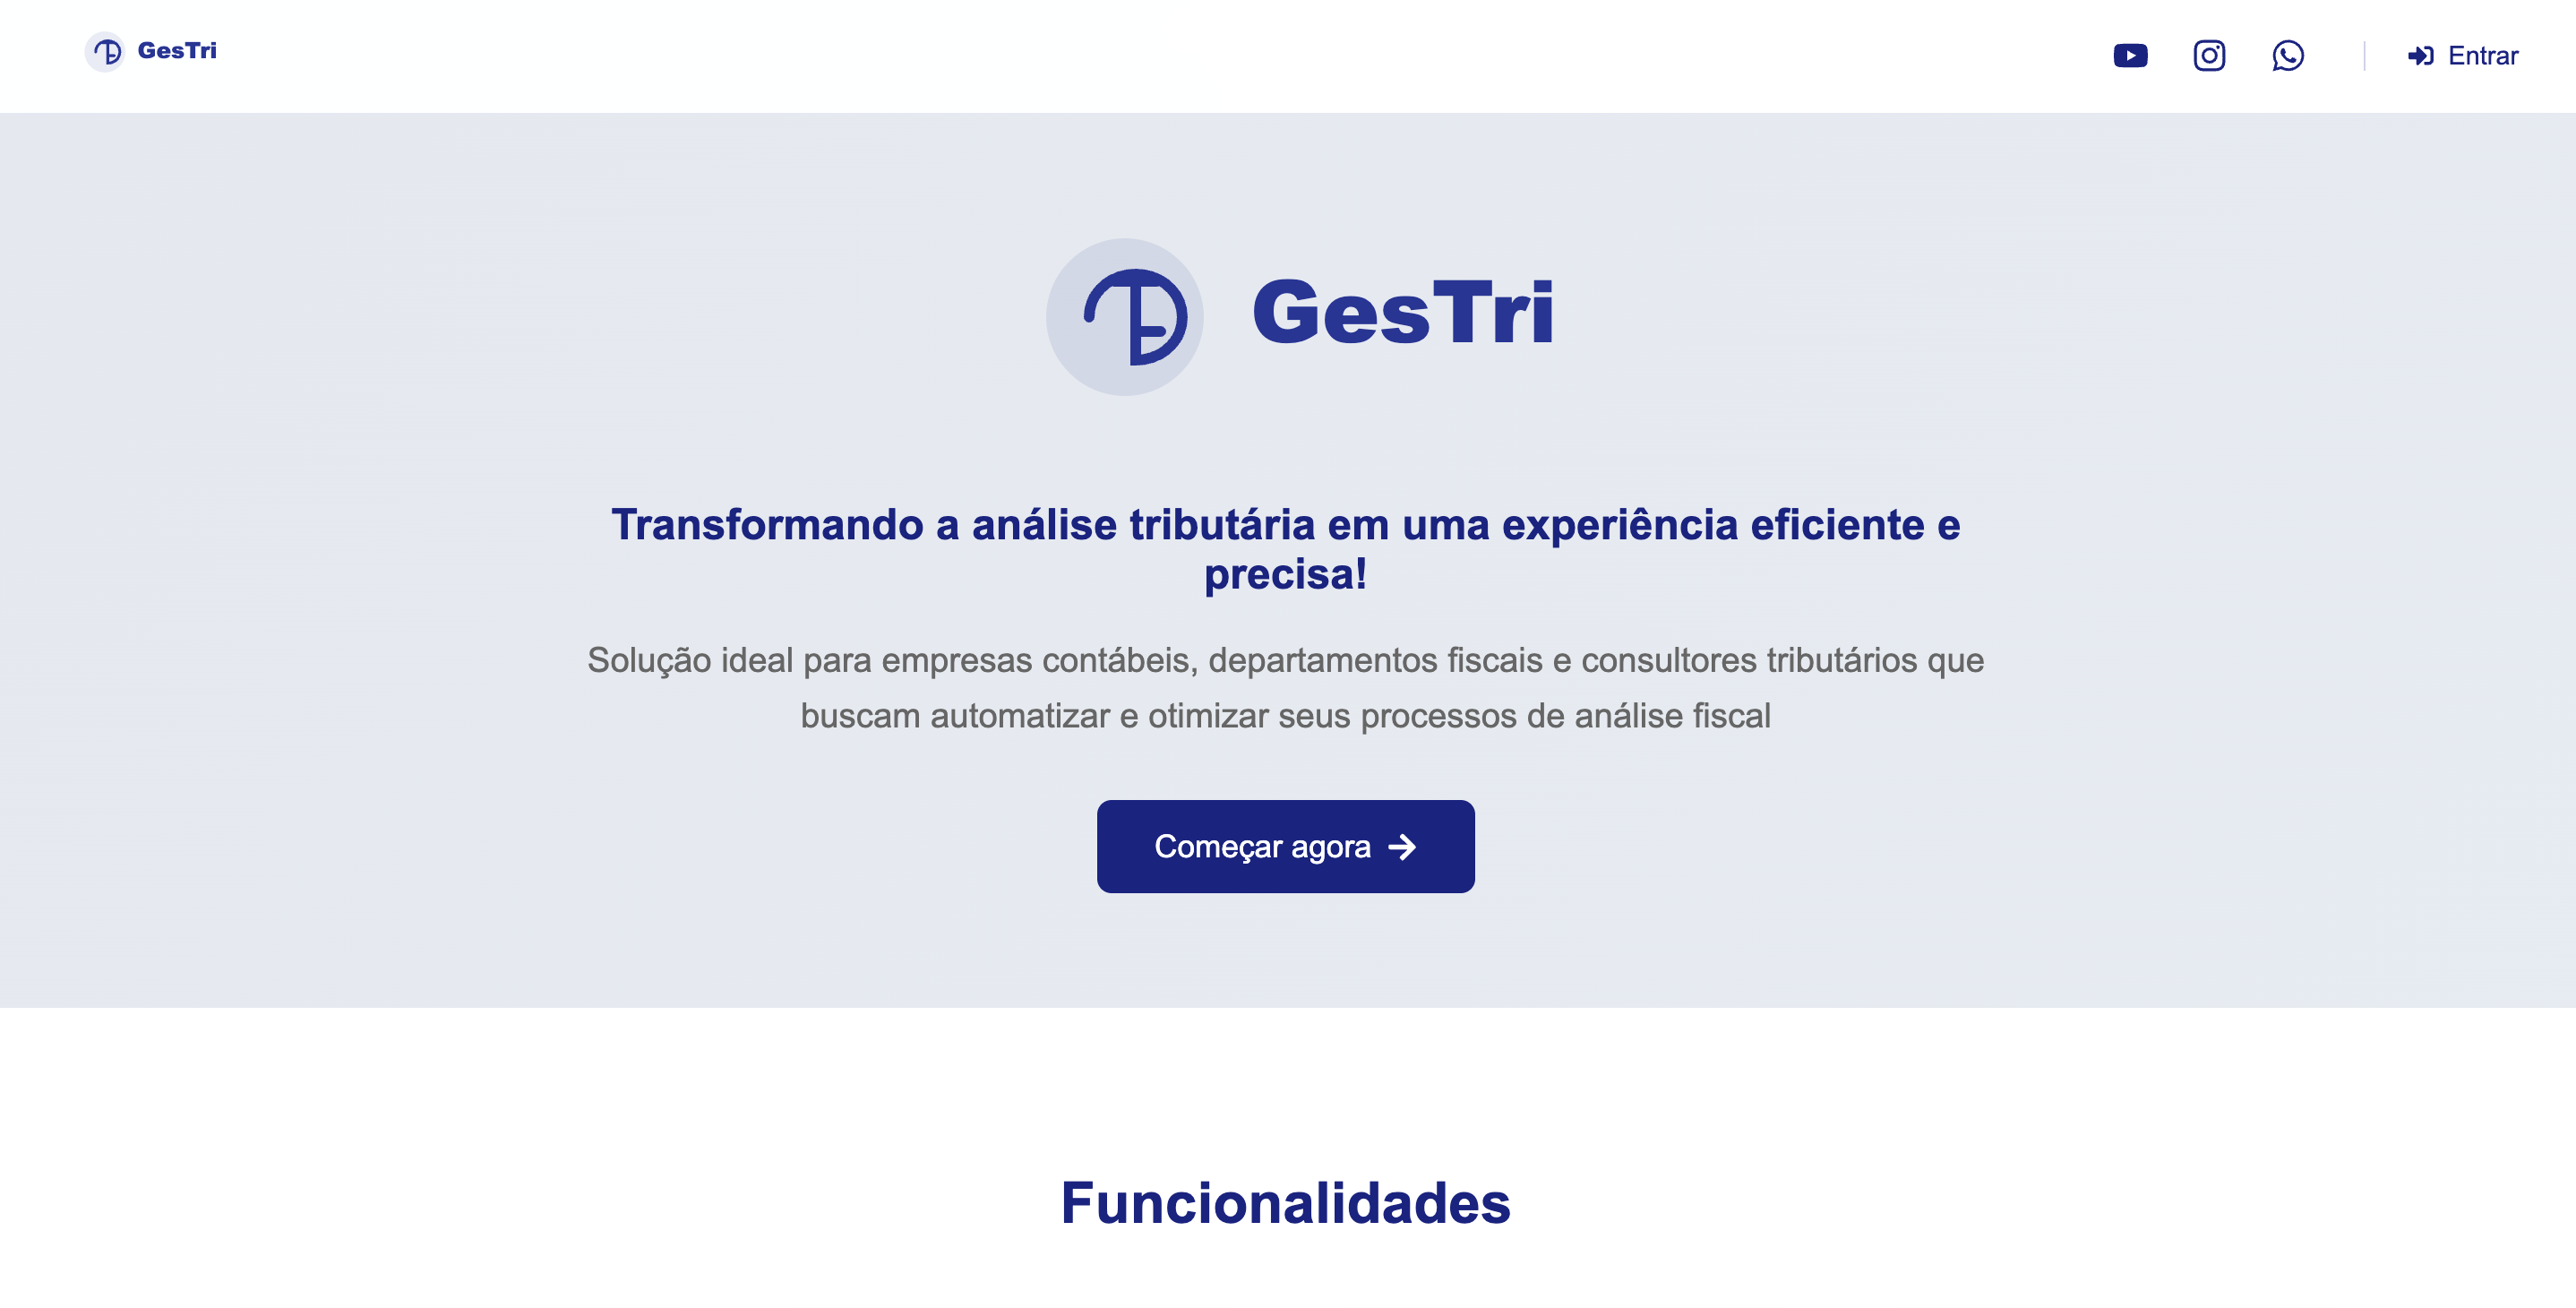 GesTri
Entrar
GesTri
Transformando a análise tributária em uma experiência eficiente e
precisa!
Solução ideal para empresas contábeis, departamentos fiscais e consultores tributários que
buscam automatizar e otimizar seus processos de análise fiscal
Começar agora
Funcionalidades